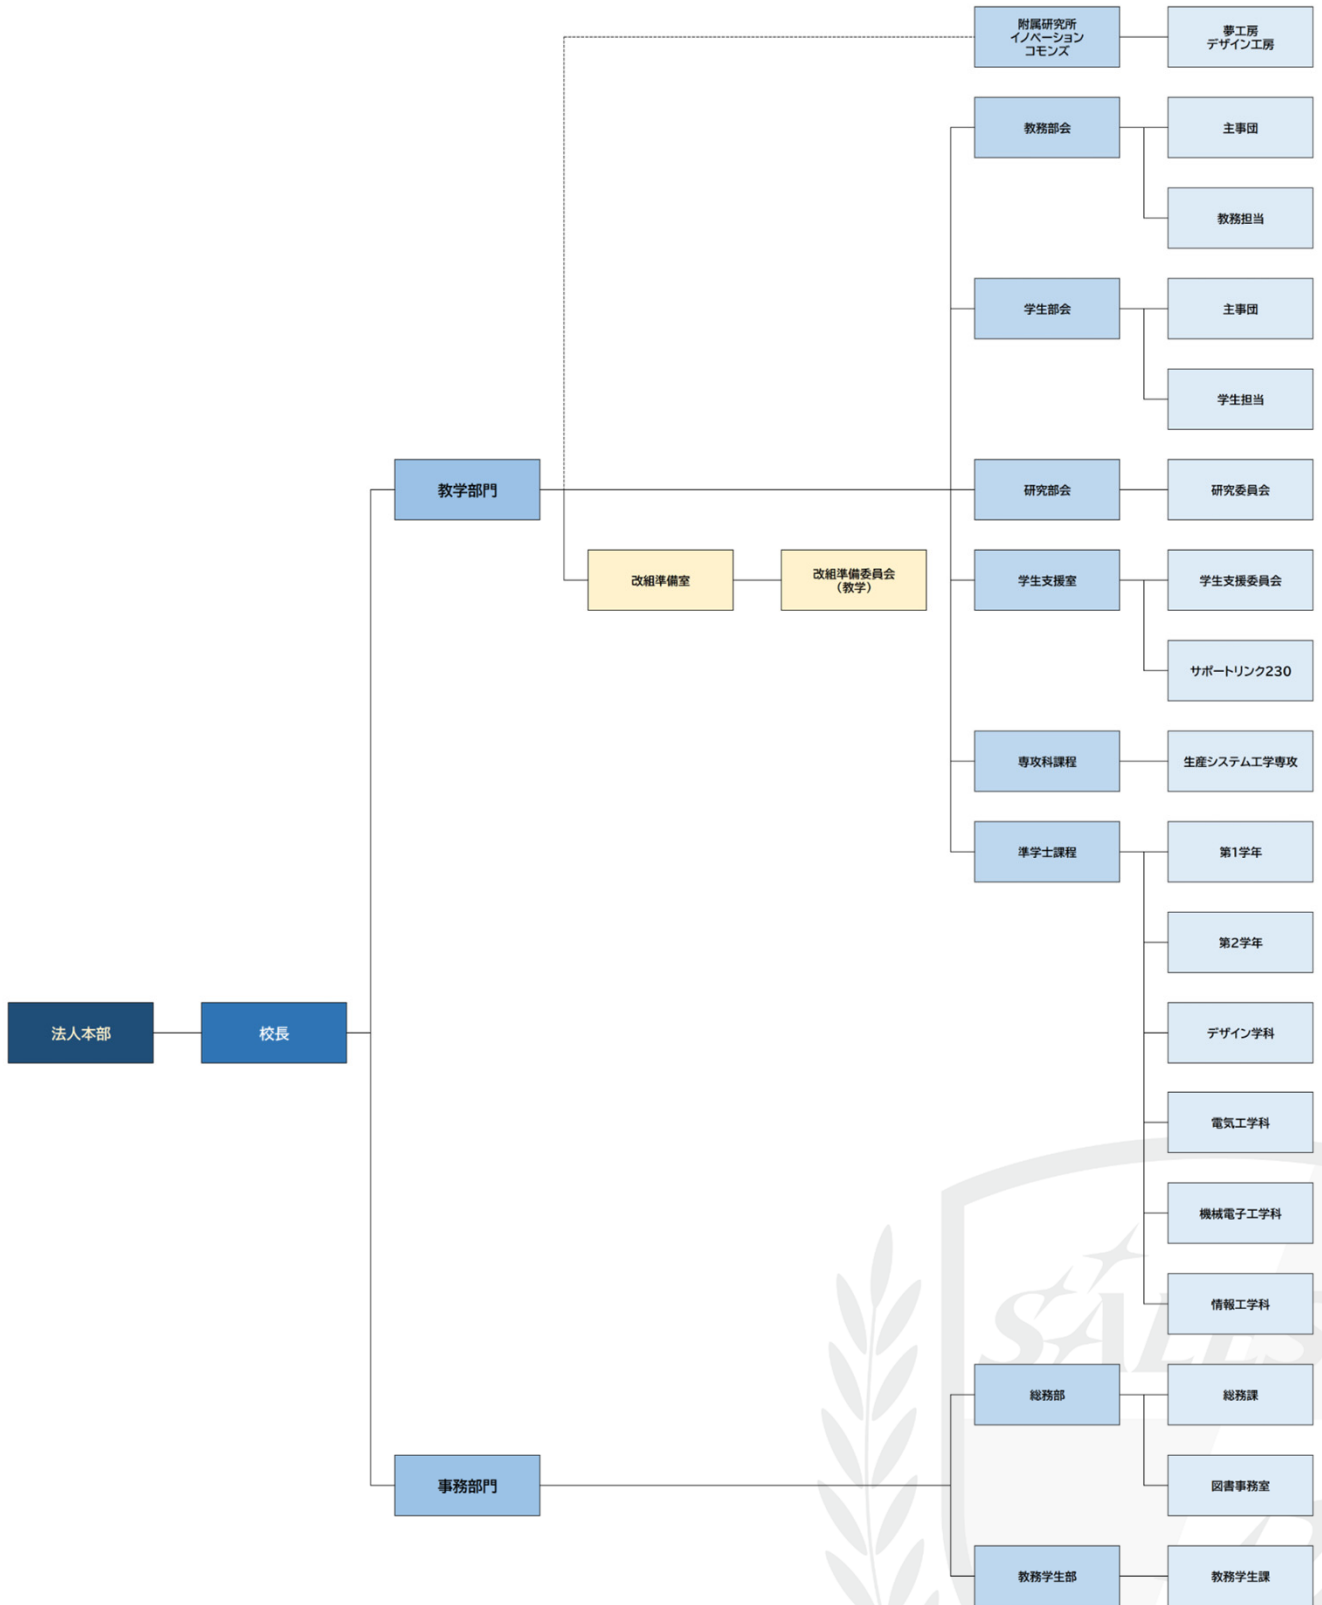 附属研究所
イノベーション
コモンズ
夢工房
デザイン工房
教務部会
主事団
教務担当
学生部会
主事団
学生担当
教学部門
研究部会
研究委員会
改組準備室
改組準備委員会
（教学）
学生支援室
学生支援委員会
サポートリンク230
専攻科課程
生産システム工学専攻
準学士課程
第1学年
第2学年
法人本部
校長
デザイン学科
電気工学科
機械電子工学科
情報工学科
総務部
総務課
事務部門
図書事務室
教務学生部
教務学生課